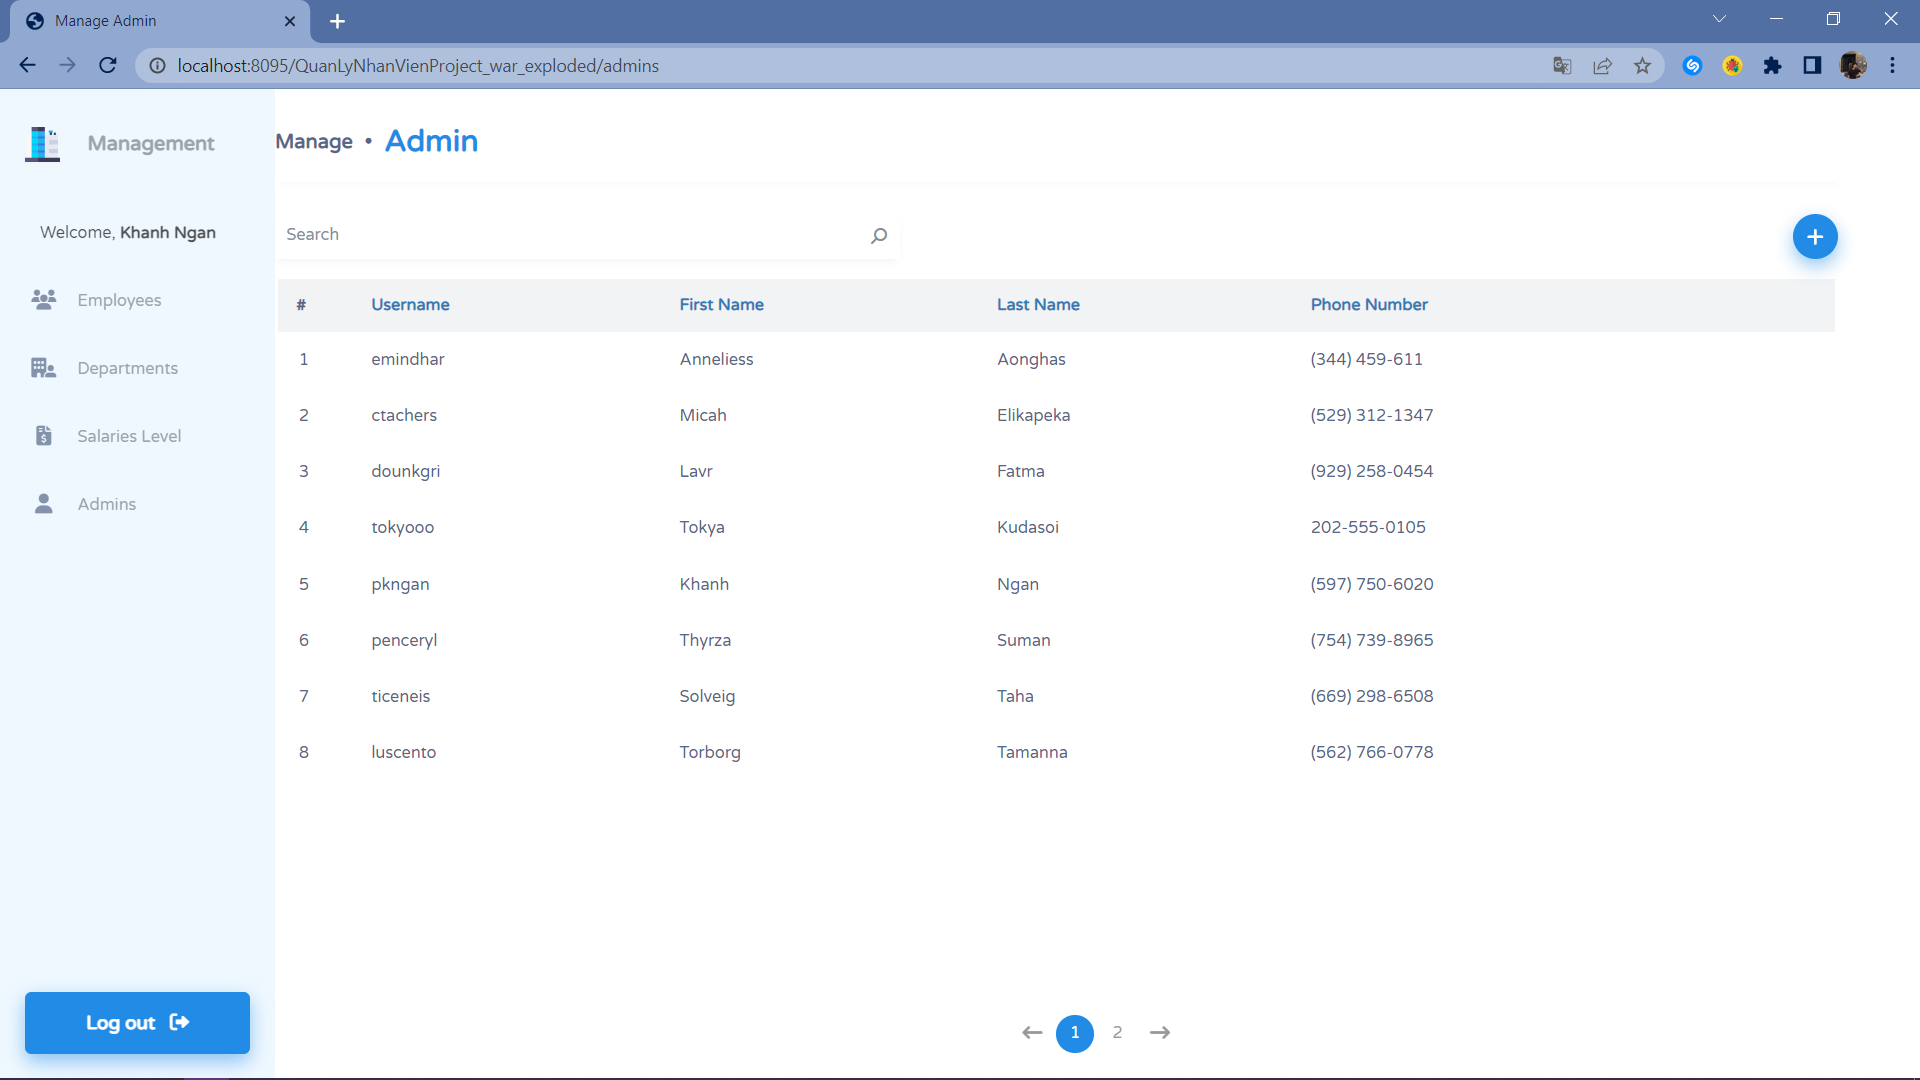 Manage Admin
localhost:8095/QuanLyNhanVienProject_war_exploded/admins
Management
Manage • Admin
Welcome, Khanh Ngan
Search
Employees
Departments
Salaries Level
Admins
# Username First Name Last Name Phone Number
1 emindhar Anneliess Aonghas (344) 459-611
2 ctachers Micah Elikapeka (529) 312-1347
3 dounkgri Lavr Fatma (929) 258-0454
4 tokyooo Tokya Kudasoi 202-555-0105
5 pkngan Khanh Ngan (597) 750-6020
6 penceryl Thyrza Suman (754) 739-8965
7 ticeneis Solveig Taha (669) 298-6508
8 luscento Torborg Tamanna (562) 766-0778
Log out
1 2